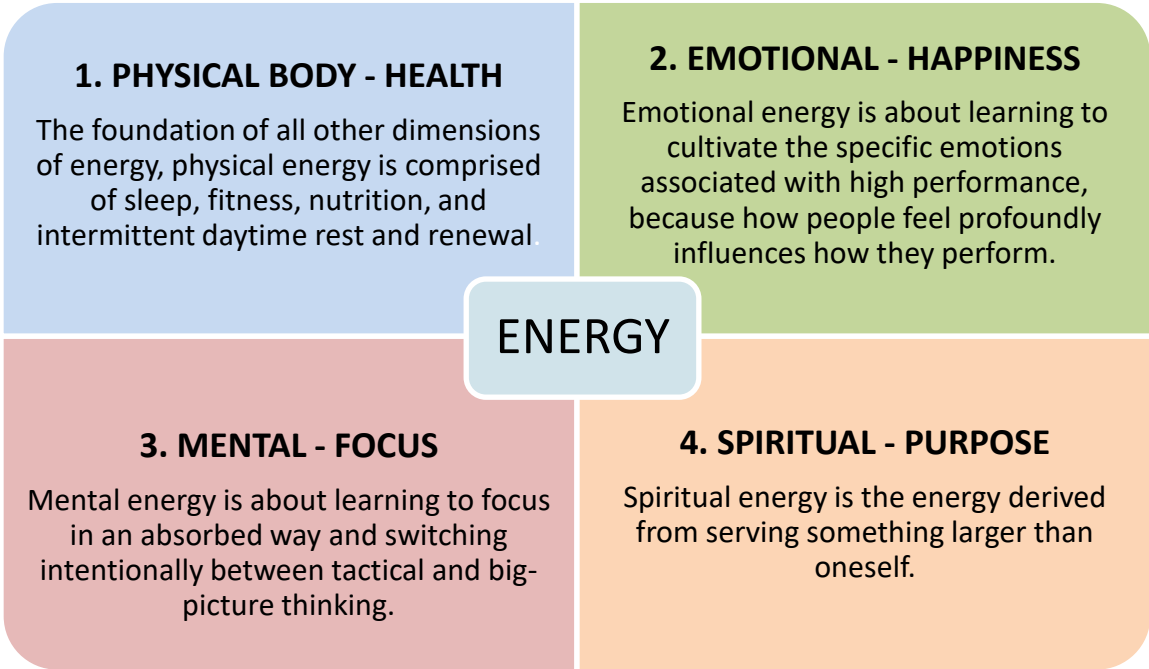 1. PHYSICAL BODY - HEALTH
The foundation of all other dimensions
of energy, physical energy is comprised
of sleep, fitness, nutrition, and
intermittent daytime rest and renewal.
2. EMOTIONAL - HAPPINESS
Emotional energy is about learning to
cultivate the specific emotions
associated with high performance,
because how people feel profoundly
influences how they perform.
ENERGY
3. MENTAL - FOCUS
Mental energy is about learning to focus
in an absorbed way and switching
intentionally between tactical and big-
picture thinking.
4. SPIRITUAL - PURPOSE
Spiritual energy is the energy derived
from serving something larger than
oneself.